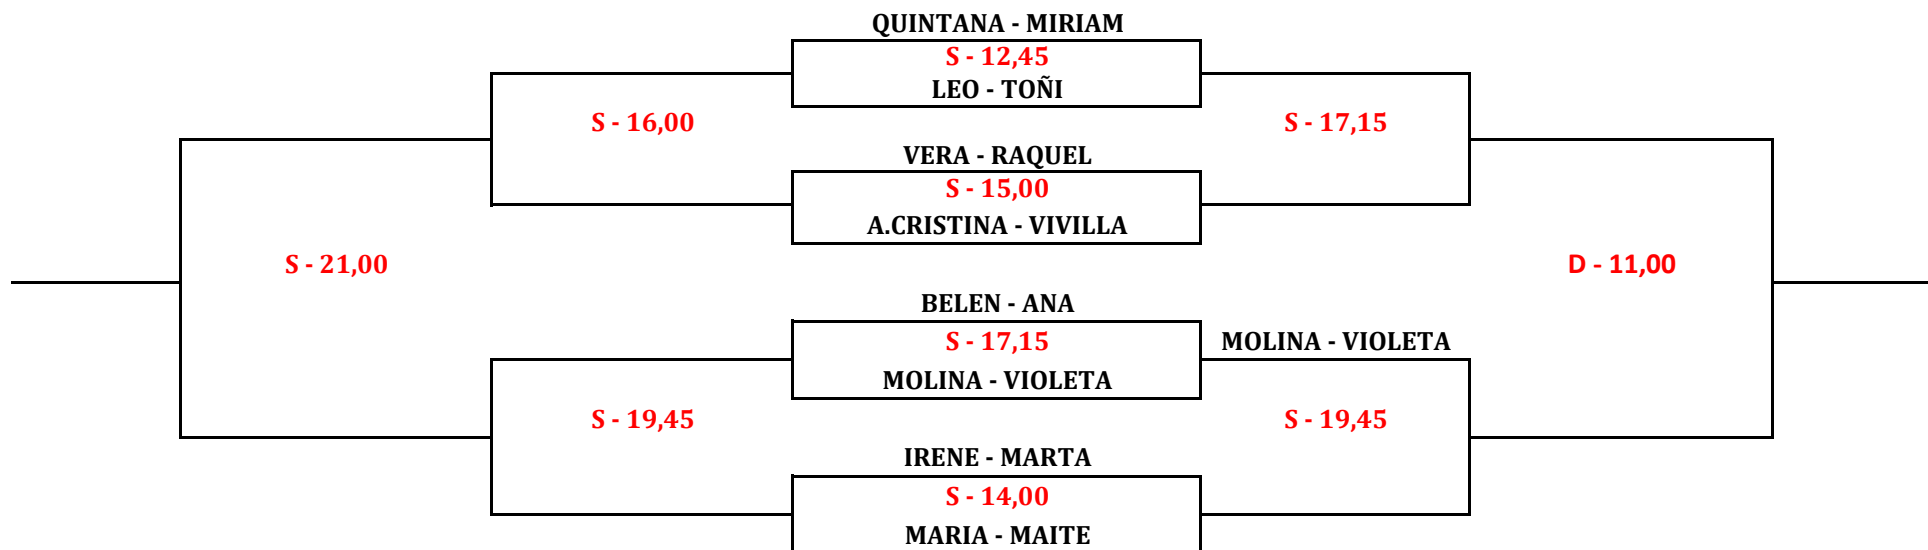 QUINTANA - MIRIAM
S - 12,45
LEO - TOÑI
S - 16,00
S - 17,15
VERA - RAQUEL
S - 15,00
A.CRISTINA - VIVILLA
S - 21,00
D - 11,00
BELEN - ANA
S - 17,15
MOLINA - VIOLETA
MOLINA - VIOLETA
S - 19,45
S - 19,45
IRENE - MARTA
S - 14,00
MARIA - MAITE